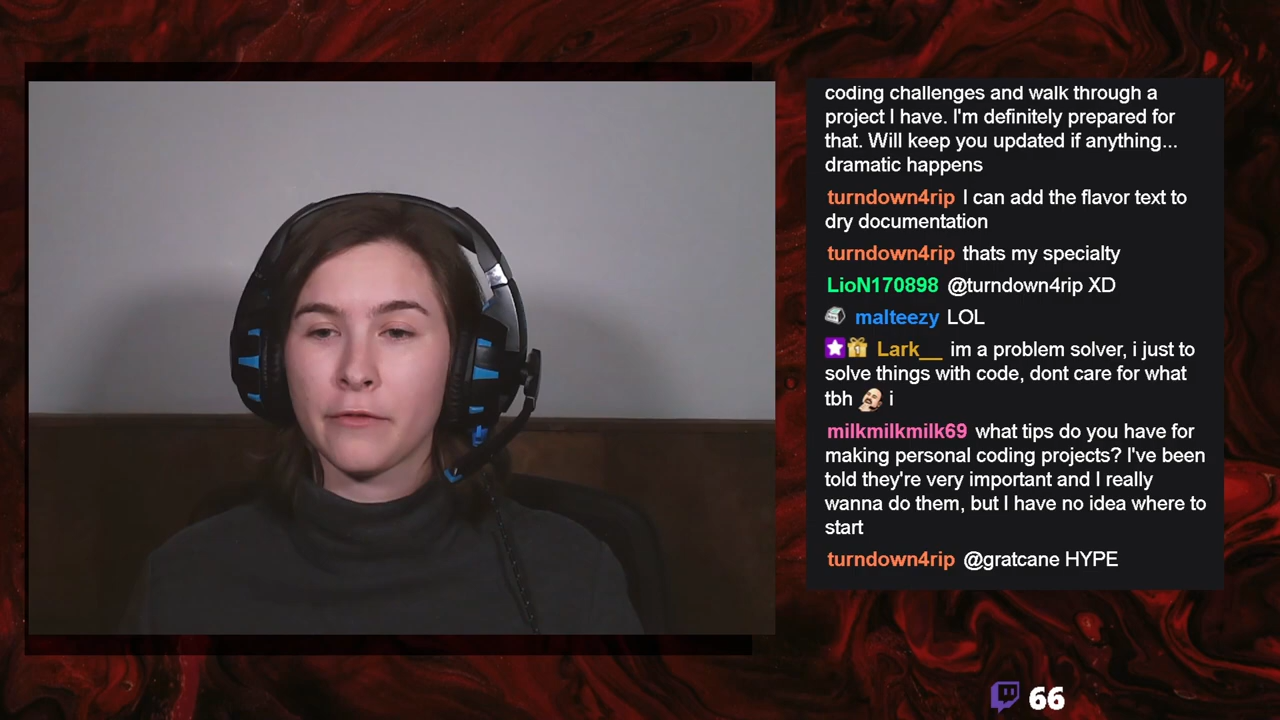 coding challenges and walk through a
project I have. I'm definitely prepared for
that. Will keep you updated if anything...
dramatic happens
turndown4rip I can add the flavor text to
dry documentation
turndown4rip thats my specialty
LioN170898 @turndown4rip XD
malteezy LOL
Lark__ im a problem solver, i just to
solve things with code, dont care for what
tbh i
milkmilkmilk69 what tips do you have for
making personal coding projects? I've been
told they're very important and I really
wanna do them, but I have no idea where to
start
turndown4rip @gratcane HYPE
66